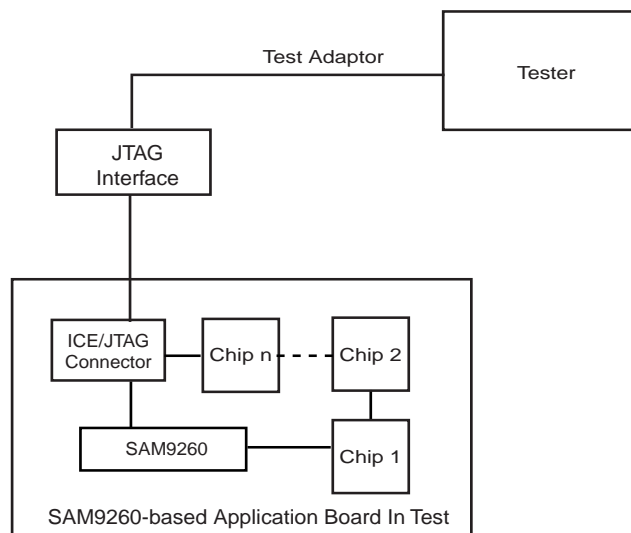 Test Adaptor
Tester
JTAG
Interface
ICE/JTAG
Connector
Chip n
Chip 2
SAM9260
Chip 1
SAM9260-based Application Board In Test